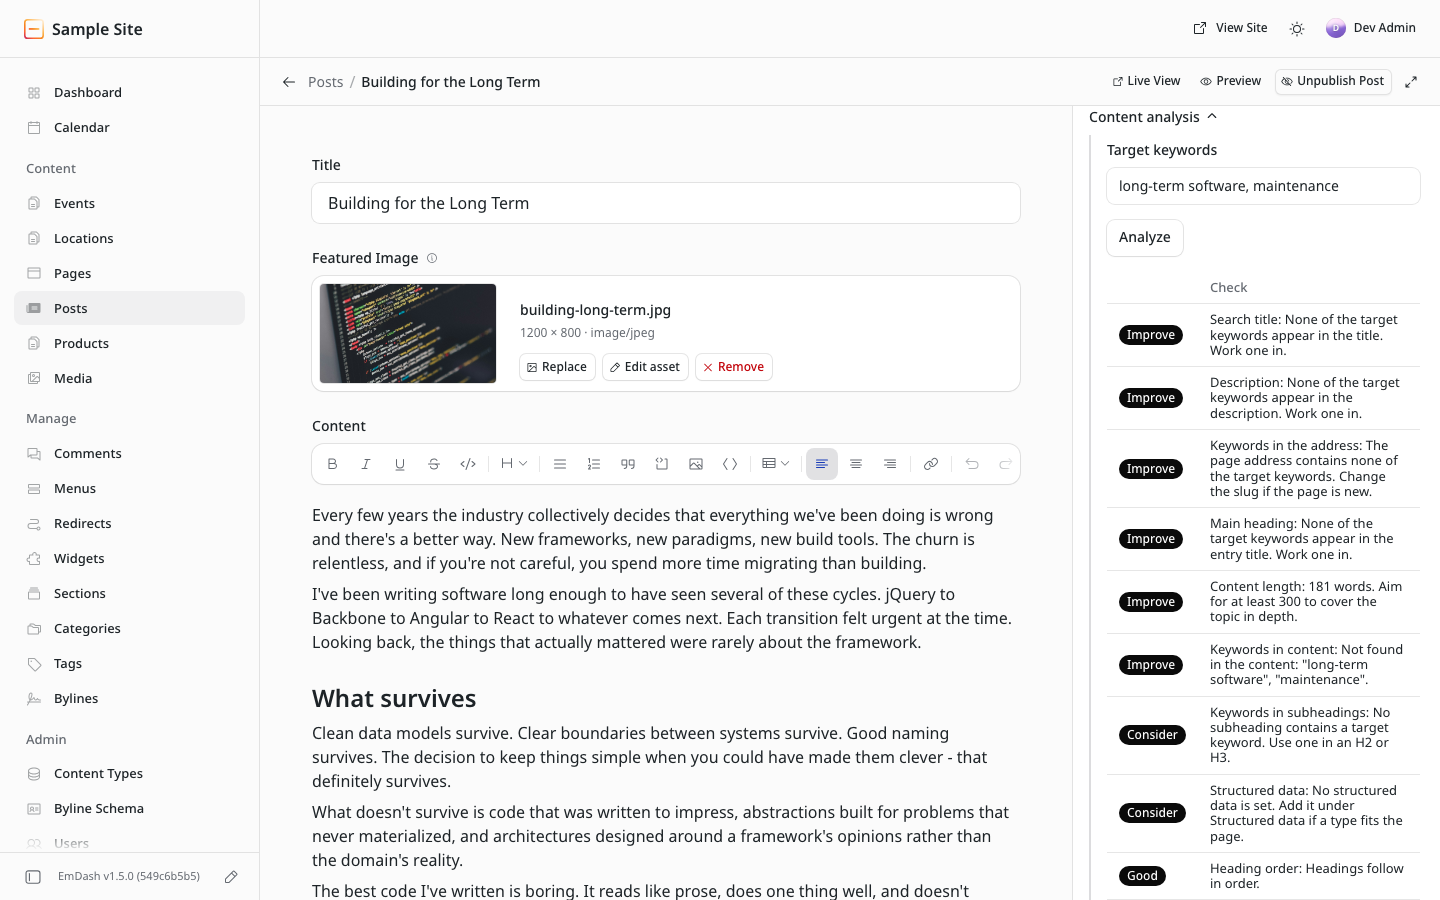 Sample Site
View Site
D
Dev Admin
Dashboard
Calendar
Content
Events
Locations
Pages
Posts
Products
Media
Manage
Comments
Menus
Redirects
Widgets
Sections
Categories
Tags
Bylines
Admin
Content Types
Byline Schema
Users
EmDash v1.5.0 (549c6b5b5)
Posts / Building for the Long Term
Live View
Preview
Unpublish Post
Title
Building for the Long Term
Featured Image
building-long-term.jpg
1200 × 800 · image/jpeg
Replace
Edit asset
Remove
Content
Every few years the industry collectively decides that everything we've been doing is wrong
and there's a better way. New frameworks, new paradigms, new build tools. The churn is
relentless, and if you're not careful, you spend more time migrating than building.
I've been writing software long enough to have seen several of these cycles. jQuery to
Backbone to Angular to React to whatever comes next. Each transition felt urgent at the time.
Looking back, the things that actually mattered were rarely about the framework.
What survives
Clean data models survive. Clear boundaries between systems survive. Good naming
survives. The decision to keep things simple when you could have made them clever - that
definitely survives.
What doesn't survive is code that was written to impress, abstractions built for problems that
never materialized, and architectures designed around a framework's opinions rather than
the domain's reality.
The best code I've written is boring. It reads like prose, does one thing well, and doesn't
Content analysis
Target keywords
long-term software, maintenance
Analyze
Check
Improve
Search title: None of the target
keywords appear in the title.
Work one in.
Improve
Description: None of the target
keywords appear in the
description. Work one in.
Improve
Keywords in the address: The
page address contains none of
the target keywords. Change
the slug if the page is new.
Improve
Main heading: None of the
target keywords appear in the
entry title. Work one in.
Improve
Content length: 181 words. Aim
for at least 300 to cover the
topic in depth.
Improve
Keywords in content: Not found
in the content: "long-term
software", "maintenance".
Consider
Keywords in subheadings: No
subheading contains a target
keyword. Use one in an H2 or
H3.
Consider
Structured data: No structured
data is set. Add it under
Structured data if a type fits the
page.
Good
Heading order: Headings follow
in order.